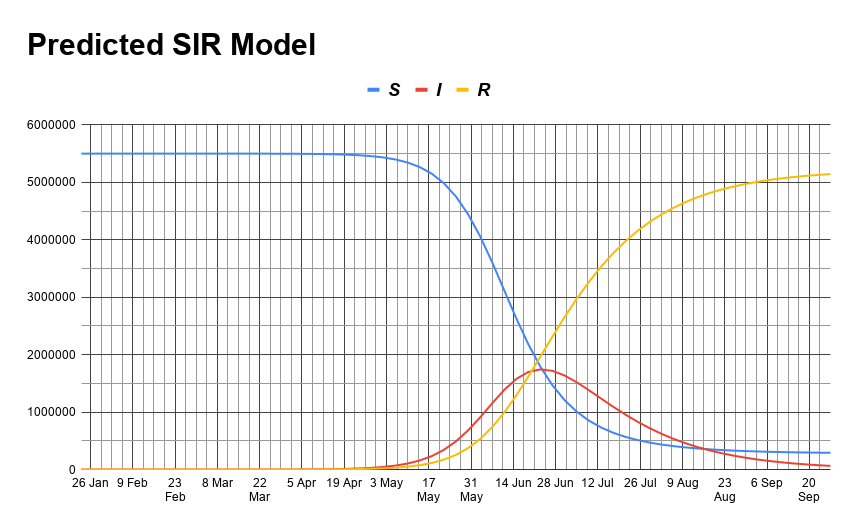 Predicted SIR Model
S I R
6000000
5000000
4000000
3000000
2000000
1000000
0
26 Jan 9 Feb 23 Feb 8 Mar 22 Mar 5 Apr 19 Apr 3 May 17 May 31 May 14 Jun 28 Jun 12 Jul 26 Jul 9 Aug 23 Aug 6 Sep 20 Sep